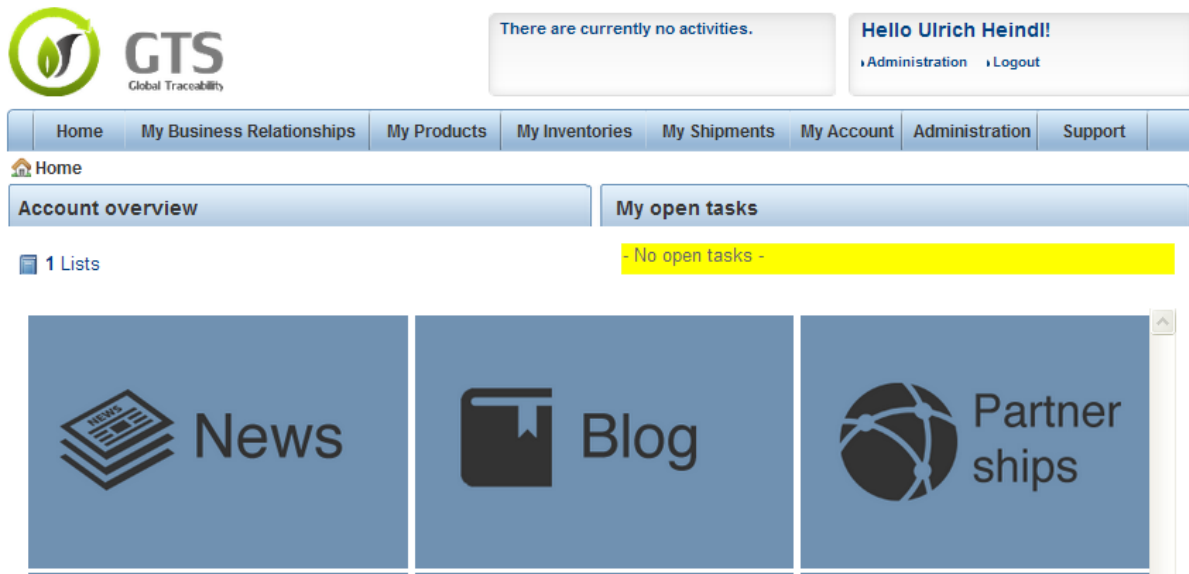 GTS
Global Traceability
There are currently no activities.
Hello Ulrich Heindl!
Administration Logout
Home My Business Relationships My Products My Inventories My Shipments My Account Administration Support
Home
Account overview
My open tasks
1 Lists
- No open tasks -
NEWS
News
Blog
Partner
ships